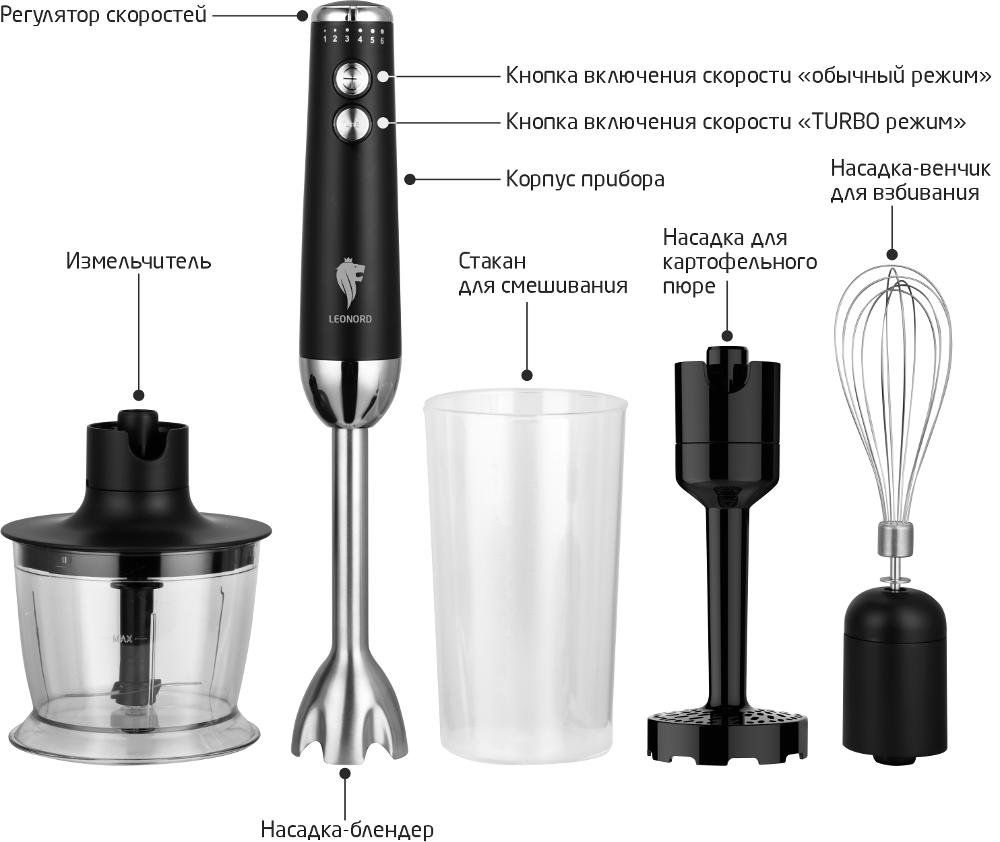 Регулятор скоростей
1 2 3 4 5 6
Кнопка включения скорости «обычный режим»
Кнопка включения скорости «TURBO режим»
Корпус прибора
Насадка-венчик
для взбивания
Насадка для
картофельного
пюре
Измельчитель
Стакан
для смешивания
LEONORD
MAX
Насадка-блендер